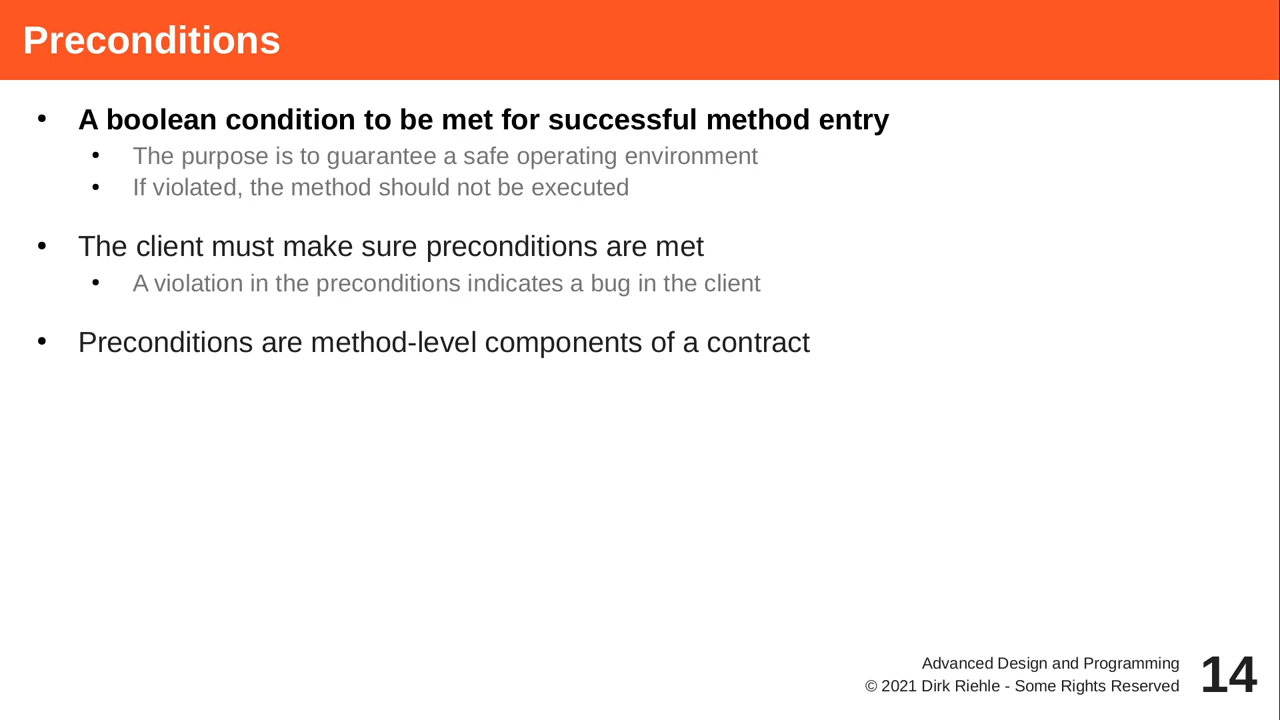 Preconditions
• A boolean condition to be met for successful method entry
• The purpose is to guarantee a safe operating environment
• If violated, the method should not be executed
• The client must make sure preconditions are met
• A violation in the preconditions indicates a bug in the client
• Preconditions are method-level components of a contract
Advanced Design and Programming
© 2021 Dirk Riehle - Some Rights Reserved
14